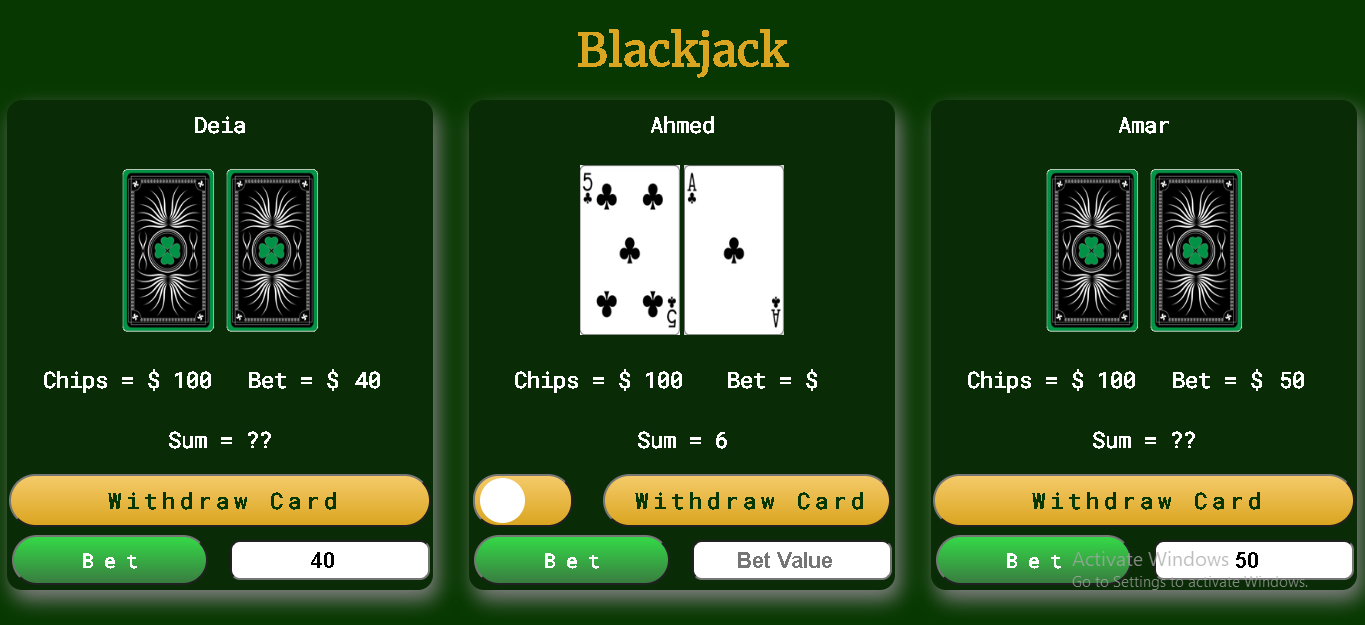 Blackjack
Deia
Chips = $ 100 Bet = $ 40
Sum = ??
Withdraw Card
Bet 40
Ahmed
5 A
5 A
Chips = $ 100 Bet = $
Sum = 6
Withdraw Card
Bet Bet Value
Amar
Chips = $ 100 Bet = $ 50
Sum = ??
Withdraw Card
Bet 50
Activate Windows
Go to Settings to activate Windows.